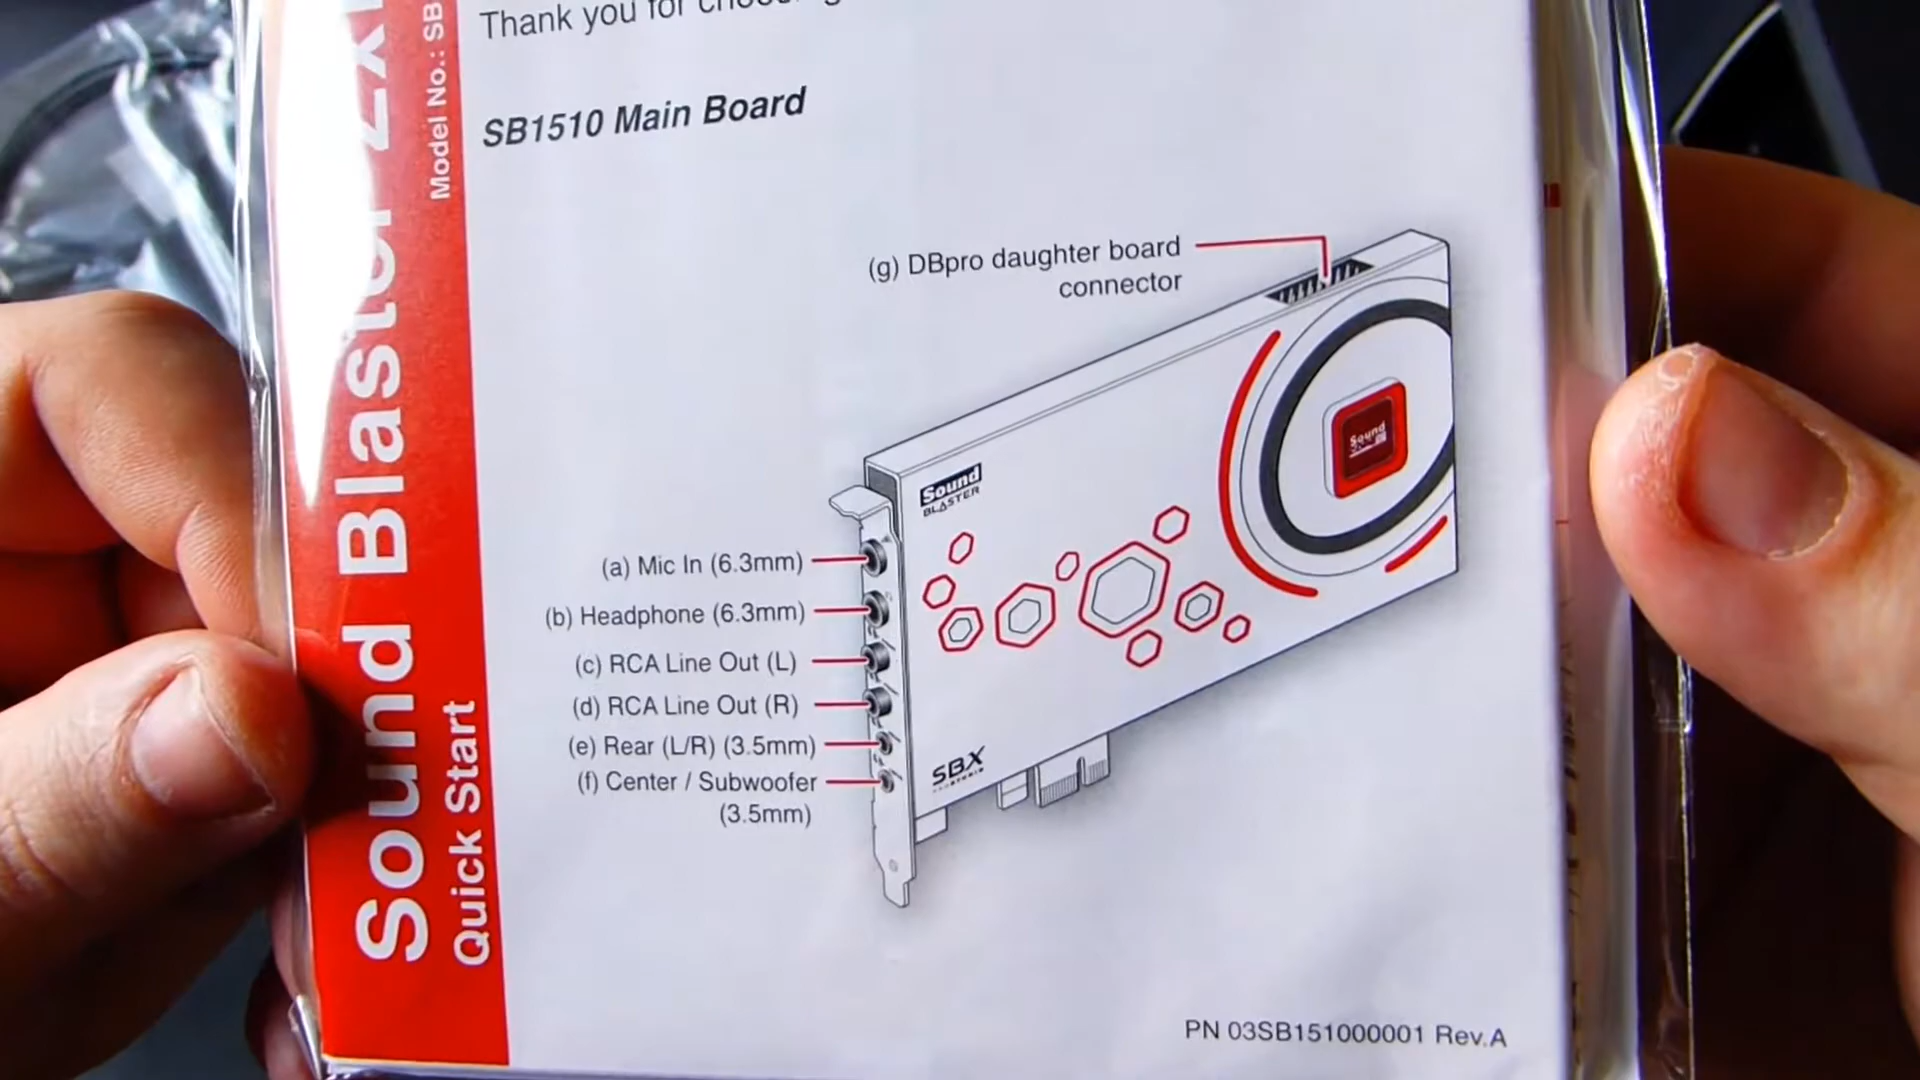 Thank you for
SB1510 Main Board
(g) DBpro daughter board
connector
Sound
BLASTER
Sound
(a) Mic In (6.3mm)
(b) Headphone (6.3mm)
(c) RCA Line Out (L)
(d) RCA Line Out (R)
(e) Rear (L/R) (3.5mm)
(f) Center / Subwoofer
(3.5mm)
SBX
PN 03SB151000001 Rev.A
Sound Blaster
Model No.: SB
Quick Start